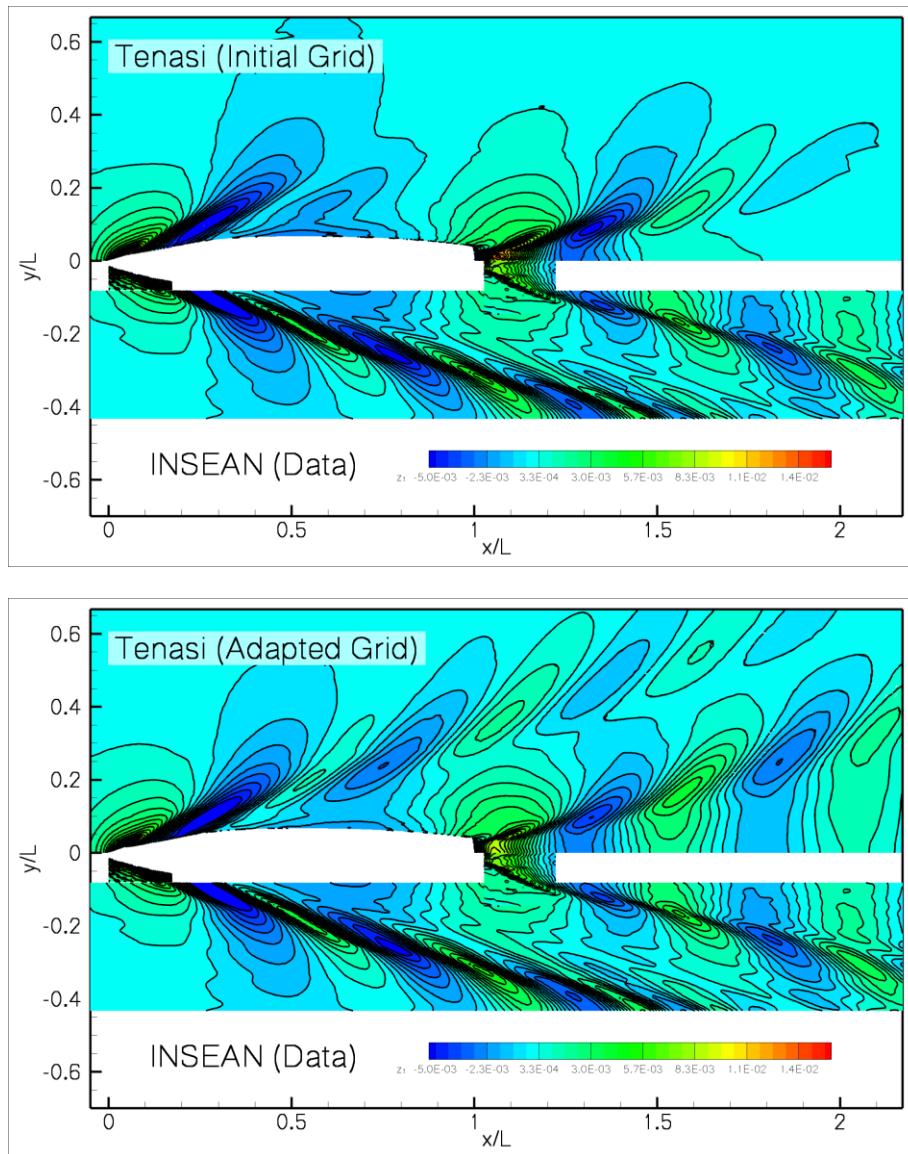 0.6
Tenasi (Initial Grid)
0.4
0.2
y/L
0
-0.2
-0.4
INSEAN (Data)
z: -5.0E-03 -2.3E-03 3.3E-04 3.0E-03 5.7E-03 8.3E-03 1.1E-02 1.4E-02
-0.6
0 0.5 1 1.5 2
x/L
0.6
Tenasi (Adapted Grid)
0.4
0.2
y/L
0
-0.2
-0.4
INSEAN (Data)
z: -5.0E-03 -2.3E-03 3.3E-04 3.0E-03 5.7E-03 8.3E-03 1.1E-02 1.4E-02
-0.6
0 0.5 1 1.5 2
x/L